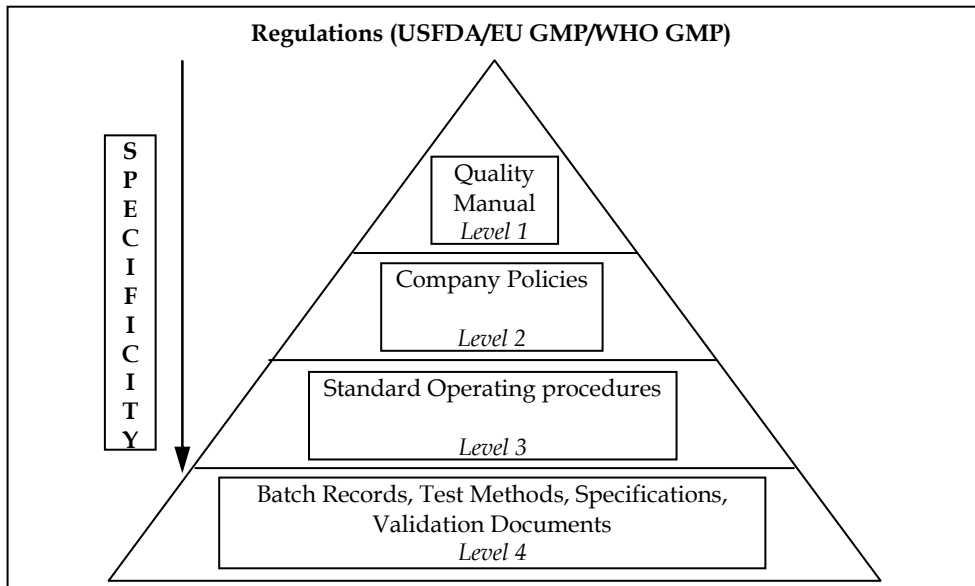 Regulations (USFDA/EU GMP/WHO GMP)
SPECIFICITY
Quality
Manual
Level 1
Company Policies
Level 2
Standard Operating procedures
Level 3
Batch Records, Test Methods, Specifications,
Validation Documents
Level 4